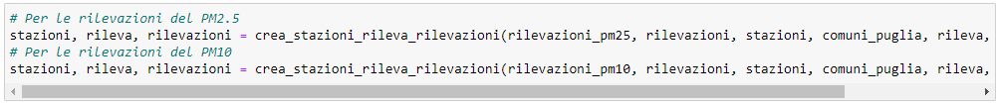 # Per le rilevazioni del PM2.5
stazioni, rileva, rilevazioni = crea_stazioni_rileva_rilevazioni(rilevazioni_pm25, rilevazioni, stazioni, comuni_puglia, rileva,
# Per le rilevazioni del PM10
stazioni, rileva, rilevazioni = crea_stazioni_rileva_rilevazioni(rilevazioni_pm10, rilevazioni, stazioni, comuni_puglia, rileva,